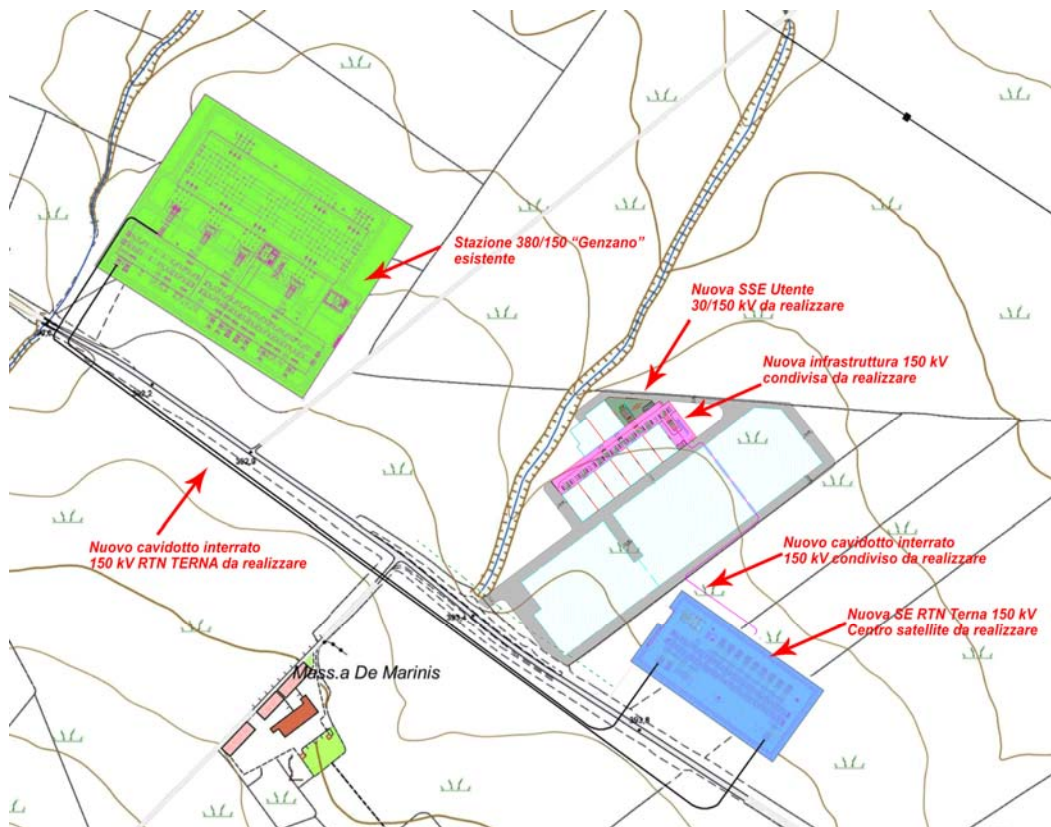 Stazione 380/150 “Genzano”
esistente
Nuova SSE Utente
30/150 kV da realizzare
Nuova infrastruttura 150 kV
condivisa da realizzare
Nuovo cavidotto interrato
150 kV RTN TERNA da realizzare
Nuovo cavidotto interrato
150 kV condiviso da realizzare
Nuova SE RTN Terna 150 kV
Centro satellite da realizzare
Mass.a De Marinis